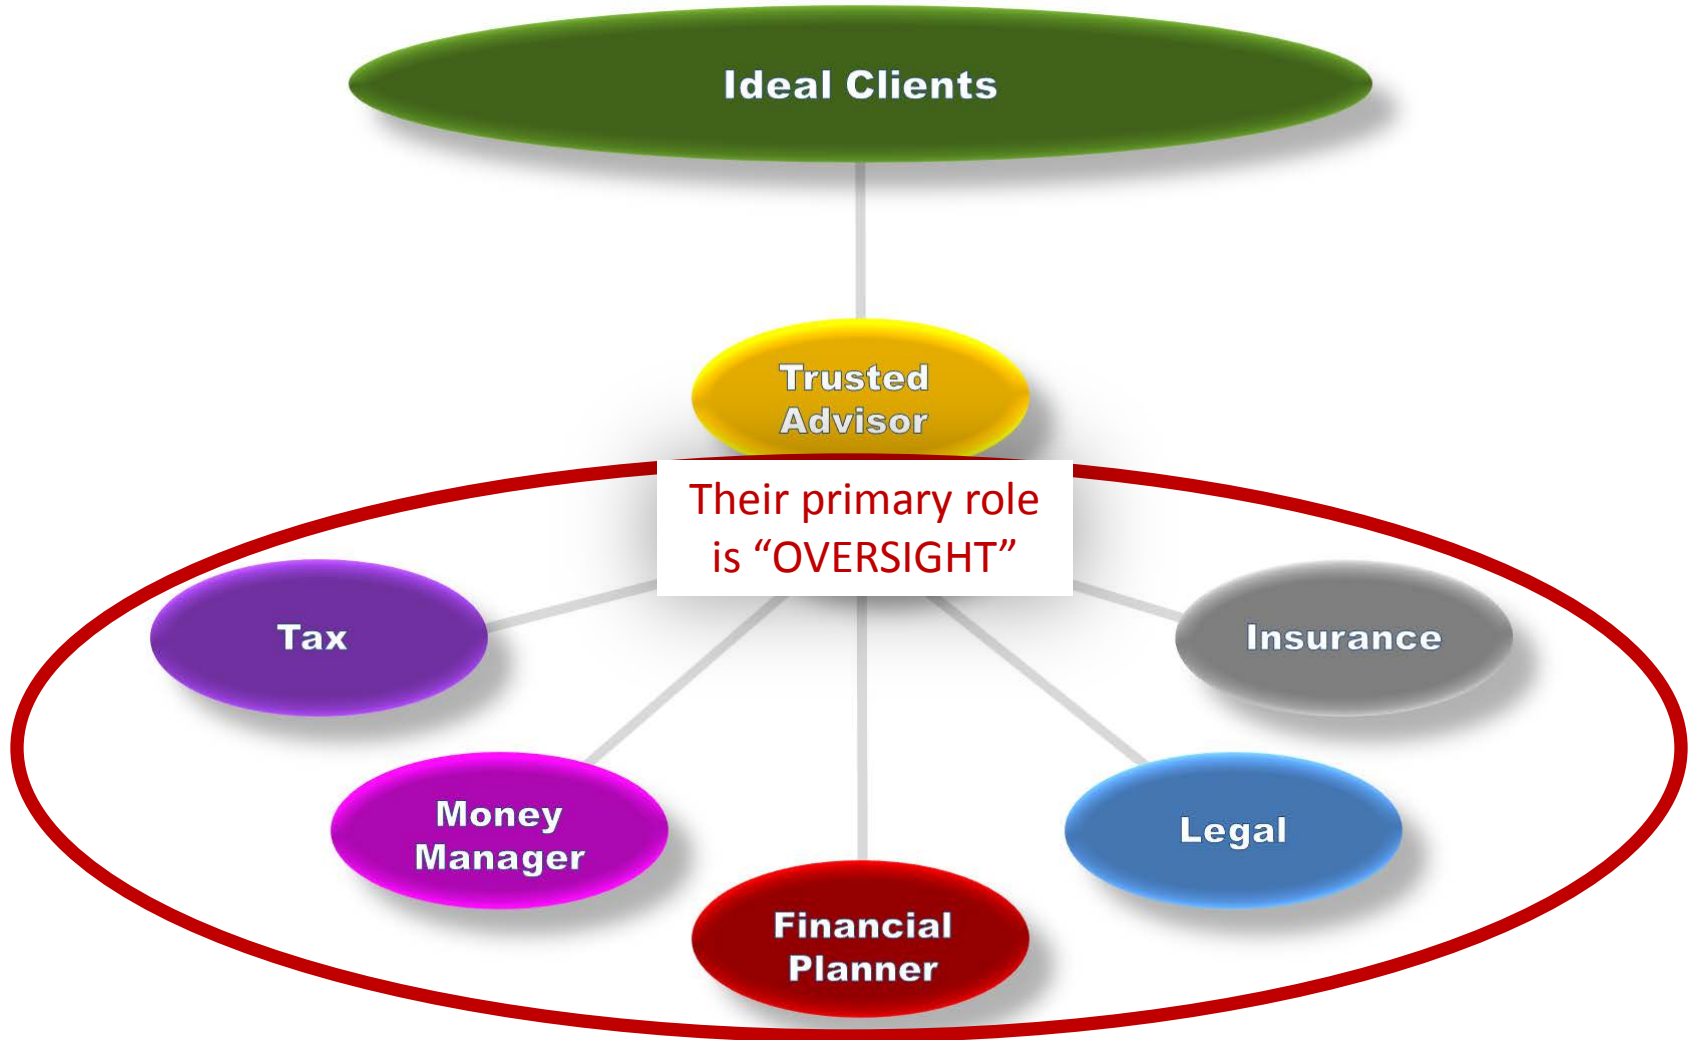 Ideal Clients
Trusted
Advisor
Their primary role
is “OVERSIGHT”
Tax
Insurance
Money
Manager
Legal
Financial
Planner